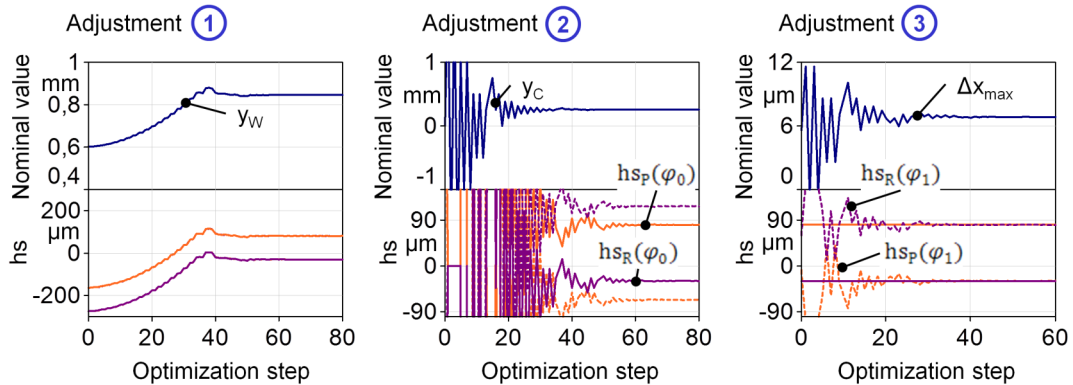 Adjustment 1
Nominal value
mm
1
0,8
0,6
0,4
y_W
hs
µm
200
0
-200
0 20 40 60 80
Optimization step
Adjustment 2
Nominal value
mm
1
0
-1
y_C
hs
µm
90
0
-90
hs_P(φ_0)
hs_R(φ_0)
0 20 40 60 80
Optimization step
Adjustment 3
Nominal value
µm
12
6
0
Δx_max
hs
µm
90
0
-90
hs_R(φ_1)
hs_P(φ_1)
0 20 40 60
Optimization step